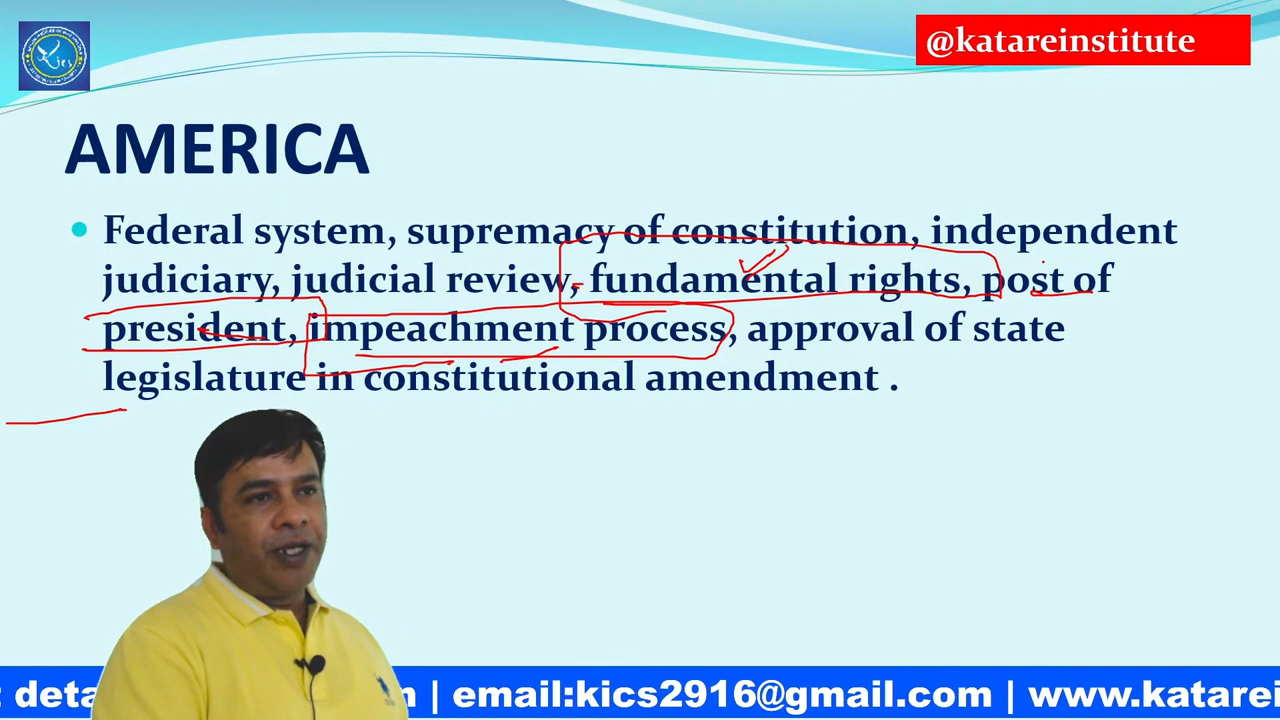 @katareinstitute
AMERICA
Federal system, supremacy of constitution, independent
judiciary, judicial review, fundamental rights, post of
president, impeachment process, approval of state
legislature in constitutional amendment .
| email:kics2916@gmail.com | www.katarei